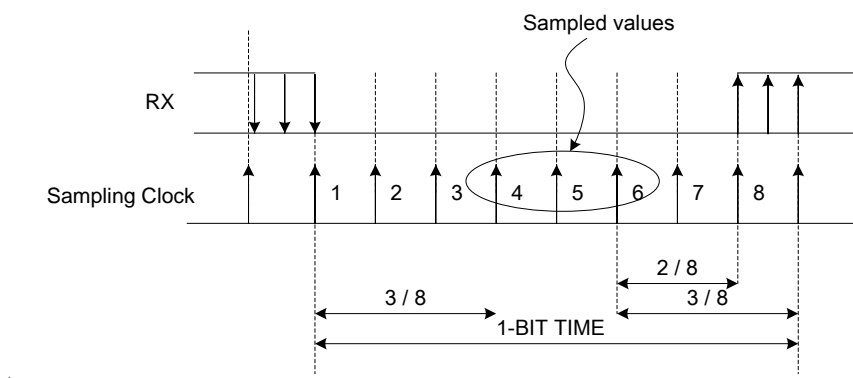 Sampled values
RX
Sampling Clock
1 2 3 4 5 6 7 8
2 / 8
3 / 8
3 / 8
1-BIT TIME